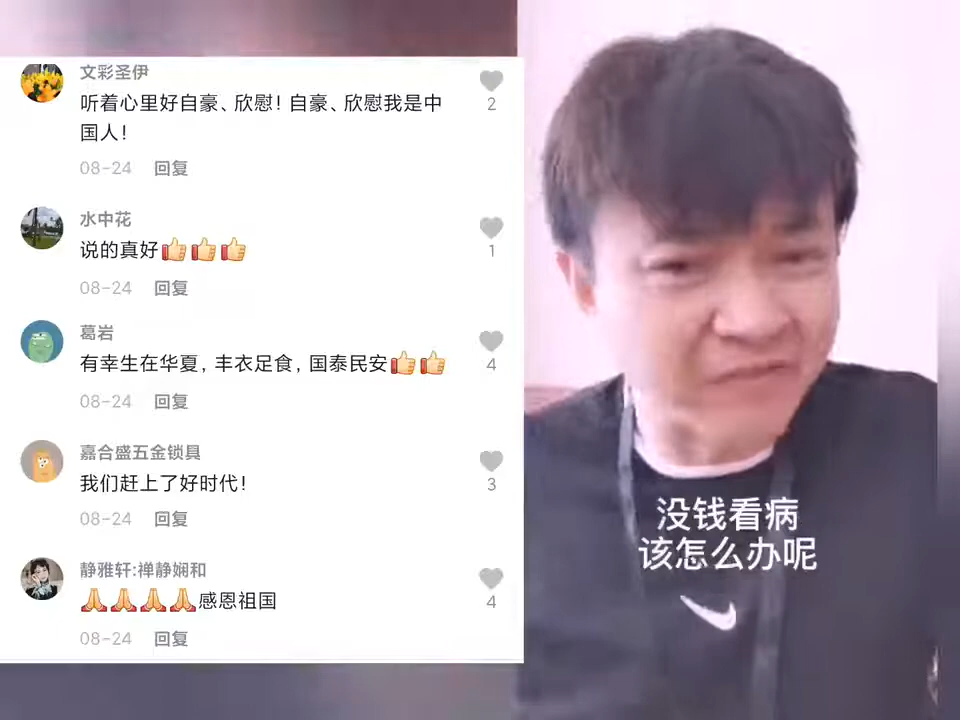 文彩圣伊
听着心里好自豪、欣慰！自豪、欣慰我是中
国人！
2
08-24 回复
水中花
说的真好👍👍👍
1
08-24 回复
葛岩
有幸生在华夏，丰衣足食，国泰民安👍👍
4
08-24 回复
嘉合盛五金锁具
我们赶上了好时代！
3
08-24 回复
静雅轩:禅静娴和
🙏🙏🙏🙏感恩祖国
4
08-24 回复
没钱看病
该怎么办呢